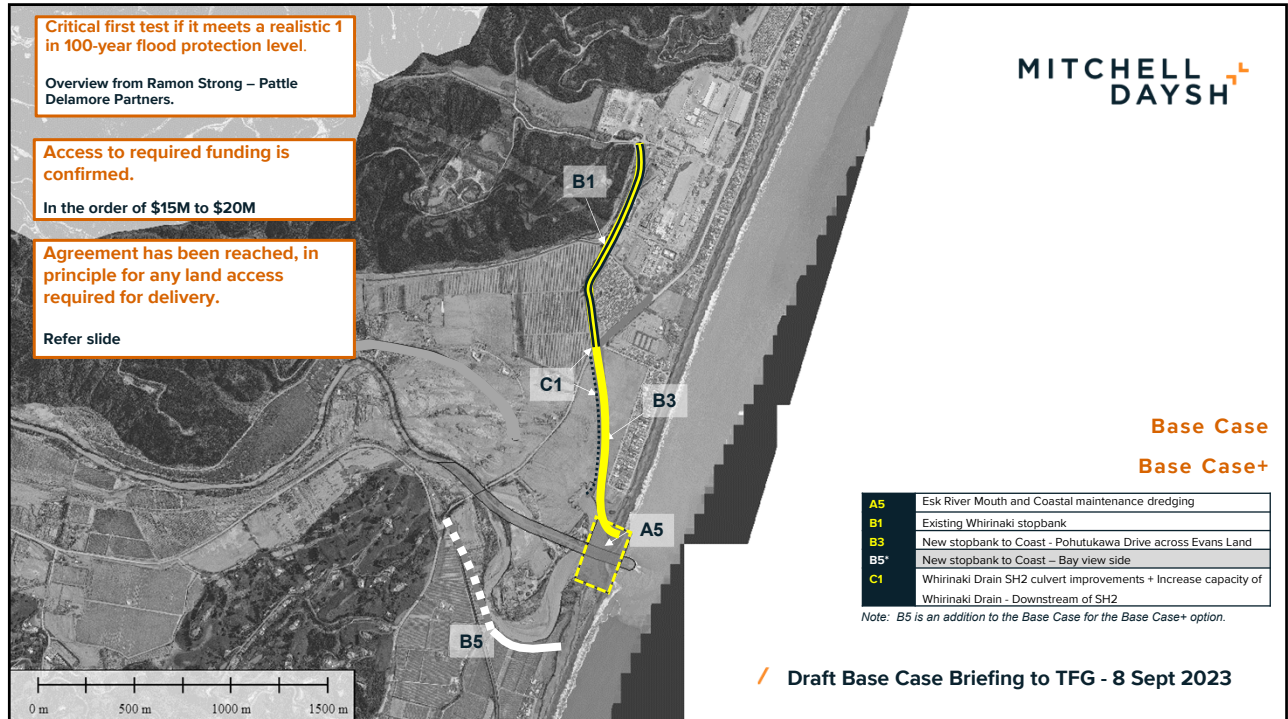 Critical first test if it meets a realistic 1
in 100-year flood protection level.
Overview from Ramon Strong – Pattle
Delamore Partners.
Access to required funding is
confirmed.
In the order of $15M to $20M
Agreement has been reached, in
principle for any land access
required for delivery.
Refer slide
MITCHELL
DAYSH
B1
C1
B3
A5
B5
0 m
500 m
1000 m
1500 m
Base Case
Base Case+
A5 Esk River Mouth and Coastal maintenance dredging
B1 Existing Whirinaki stopbank
B3 New stopbank to Coast - Pohutukawa Drive across Evans Land
B5* New stopbank to Coast – Bay view side
C1 Whirinaki Drain SH2 culvert improvements + Increase capacity of
Whirinaki Drain - Downstream of SH2
Note: B5 is an addition to the Base Case for the Base Case+ option.
/ Draft Base Case Briefing to TFG - 8 Sept 2023